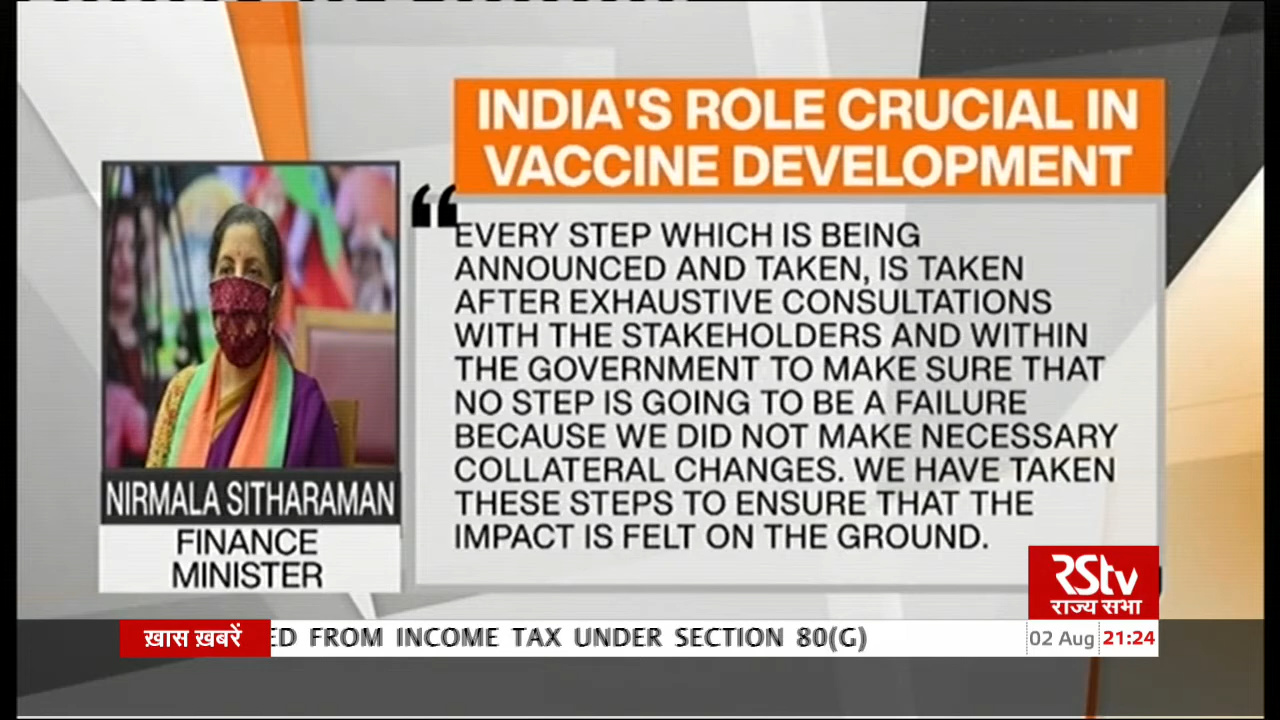 INDIA'S ROLE CRUCIAL IN
VACCINE DEVELOPMENT
“
EVERY STEP WHICH IS BEING
ANNOUNCED AND TAKEN, IS TAKEN
AFTER EXHAUSTIVE CONSULTATIONS
WITH THE STAKEHOLDERS AND WITHIN
THE GOVERNMENT TO MAKE SURE THAT
NO STEP IS GOING TO BE A FAILURE
BECAUSE WE DID NOT MAKE NECESSARY
COLLATERAL CHANGES. WE HAVE TAKEN
THESE STEPS TO ENSURE THAT THE
IMPACT IS FELT ON THE GROUND.
NIRMALA SITHARAMAN
FINANCE
MINISTER
RStv
राज्य सभा
ख़ास ख़बरें
ED FROM INCOME TAX UNDER SECTION 80(G)
02 Aug 21:24